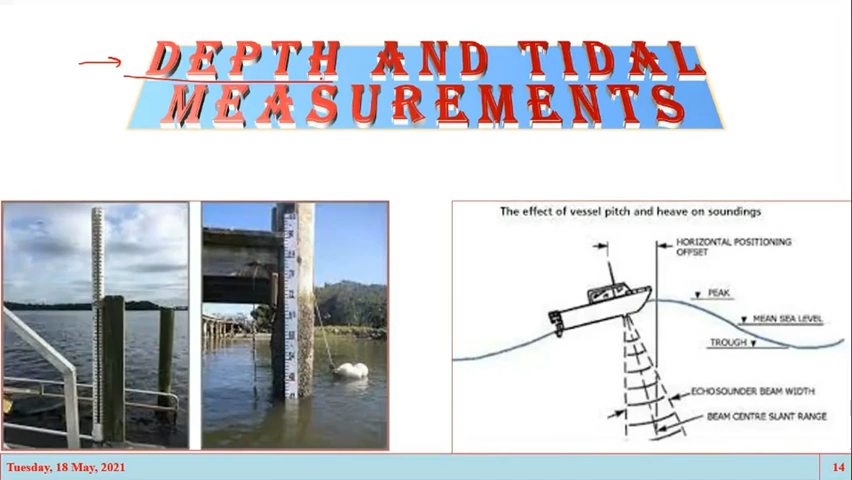 DEPTH AND TIDAL
MEASUREMENTS
The effect of vessel pitch and heave on soundings
HORIZONTAL POSITIONING
OFFSET
PEAK
MEAN SEA LEVEL
TROUGH
ECHOSOUNDER BEAM WIDTH
BEAM CENTRE SLANT RANGE
Tuesday, 18 May, 2021
14